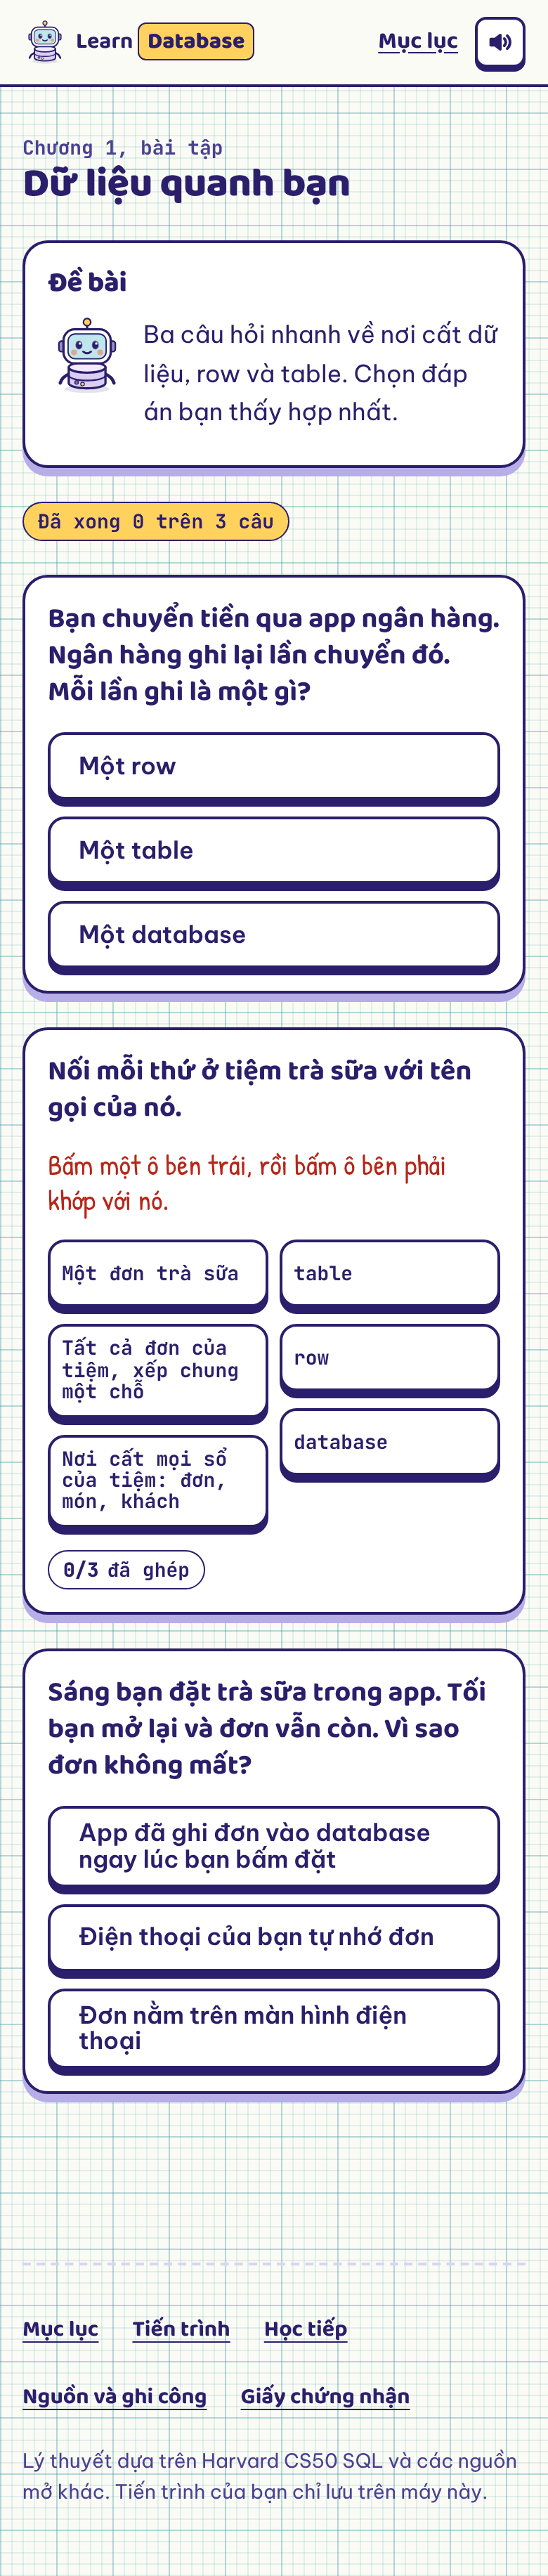 Learn Database
Mục lục
Chương 1, bài tập
Dữ liệu quanh bạn
Đề bài
Ba câu hỏi nhanh về nơi cất dữ
liệu, row và table. Chọn đáp
án bạn thấy hợp nhất.
Đã xong 0 trên 3 câu
Bạn chuyển tiền qua app ngân hàng.
Ngân hàng ghi lại lần chuyển đó.
Mỗi lần ghi là một gì?
Một row
Một table
Một database
Nối mỗi thứ ở tiệm trà sữa với tên
gọi của nó.
Bấm một ô bên trái, rồi bấm ô bên phải
khớp với nó.
Một đơn trà sữa
table
Tất cả đơn của
tiệm, xếp chung
một chỗ
row
Nơi cất mọi sổ
của tiệm: đơn,
món, khách
database
0/3 đã ghép
Sáng bạn đặt trà sữa trong app. Tối
bạn mở lại và đơn vẫn còn. Vì sao
đơn không mất?
App đã ghi đơn vào database
ngay lúc bạn bấm đặt
Điện thoại của bạn tự nhớ đơn
Đơn nằm trên màn hình điện
thoại
Mục lục Tiến trình Học tiếp
Nguồn và ghi công Giấy chứng nhận
Lý thuyết dựa trên Harvard CS50 SQL và các nguồn
mở khác. Tiến trình của bạn chỉ lưu trên máy này.